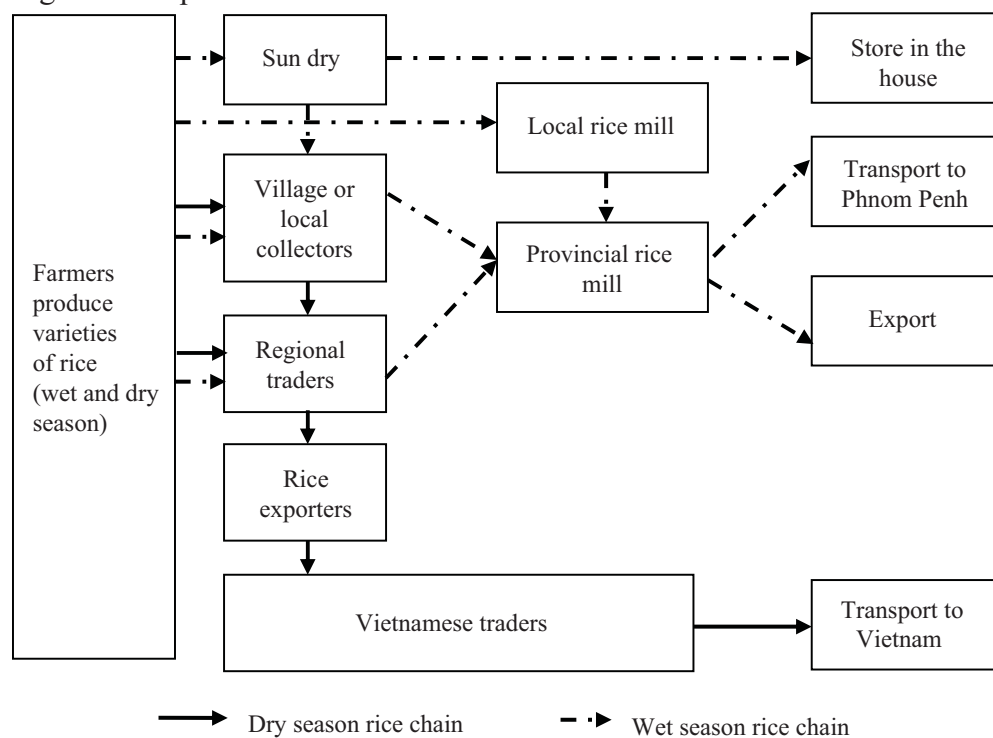 Sun dry
Store in the
house
Local rice mill
Transport to
Phnom Penh
Village or
local
collectors
Provincial rice
mill
Farmers
produce
varieties
of rice
(wet and dry
season)
Export
Regional
traders
Rice
exporters
Vietnamese traders
Transport to
Vietnam
Dry season rice chain
Wet season rice chain